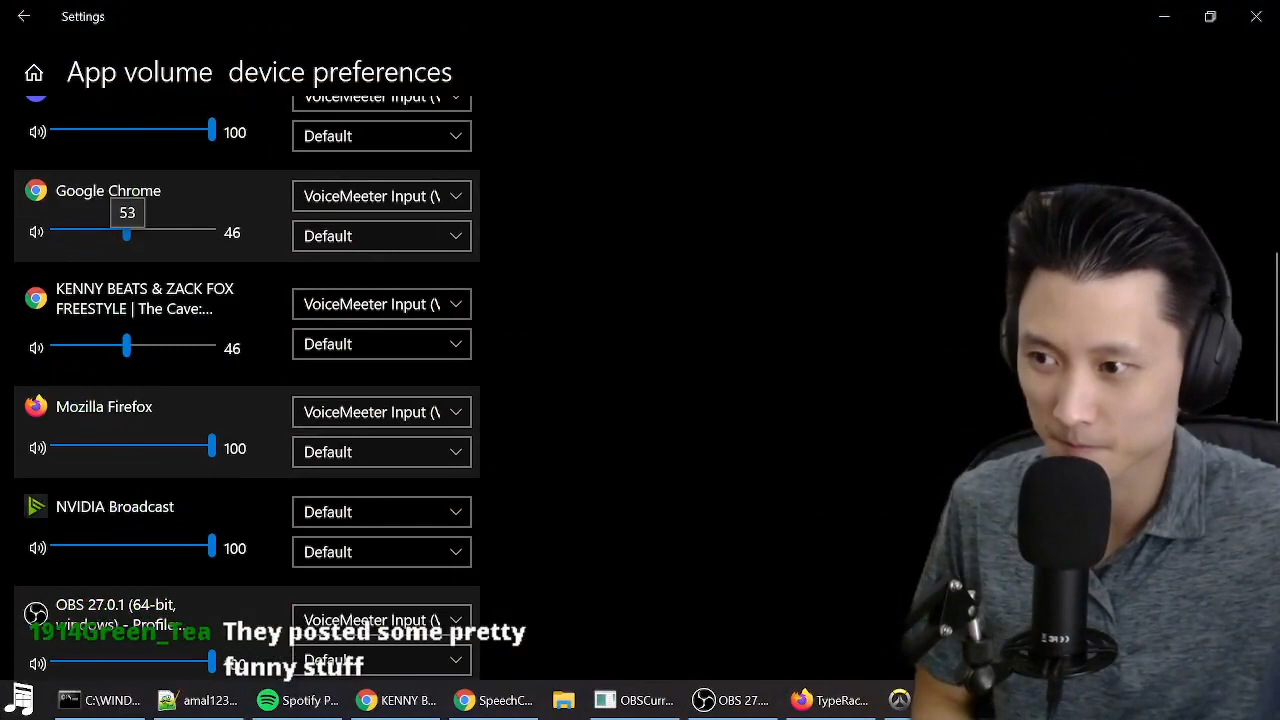 Settings
App volume device preferences
VoiceMeeter Input (\
100
Default
Google Chrome
VoiceMeeter Input (\
53
46
Default
KENNY BEATS & ZACK FOX
FREESTYLE | The Cave:...
VoiceMeeter Input (\
46
Default
Mozilla Firefox
VoiceMeeter Input (\
100
Default
NVIDIA Broadcast
Default
100
Default
OBS 27.0.1 (64-bit,
windows) - Profile:...
VoiceMeeter Input (\
1914Green_Tea They posted some pretty
funny stuff
Default
C:\WIND...
amal123...
Spotify P...
KENNY B...
SpeechC...
OBSCurr...
OBS 27....
TypeRac...